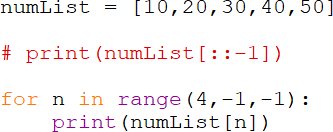 numList = [10,20,30,40,50]
# print(numList[::-1])
for n in range(4,-1,-1):
    print(numList[n])